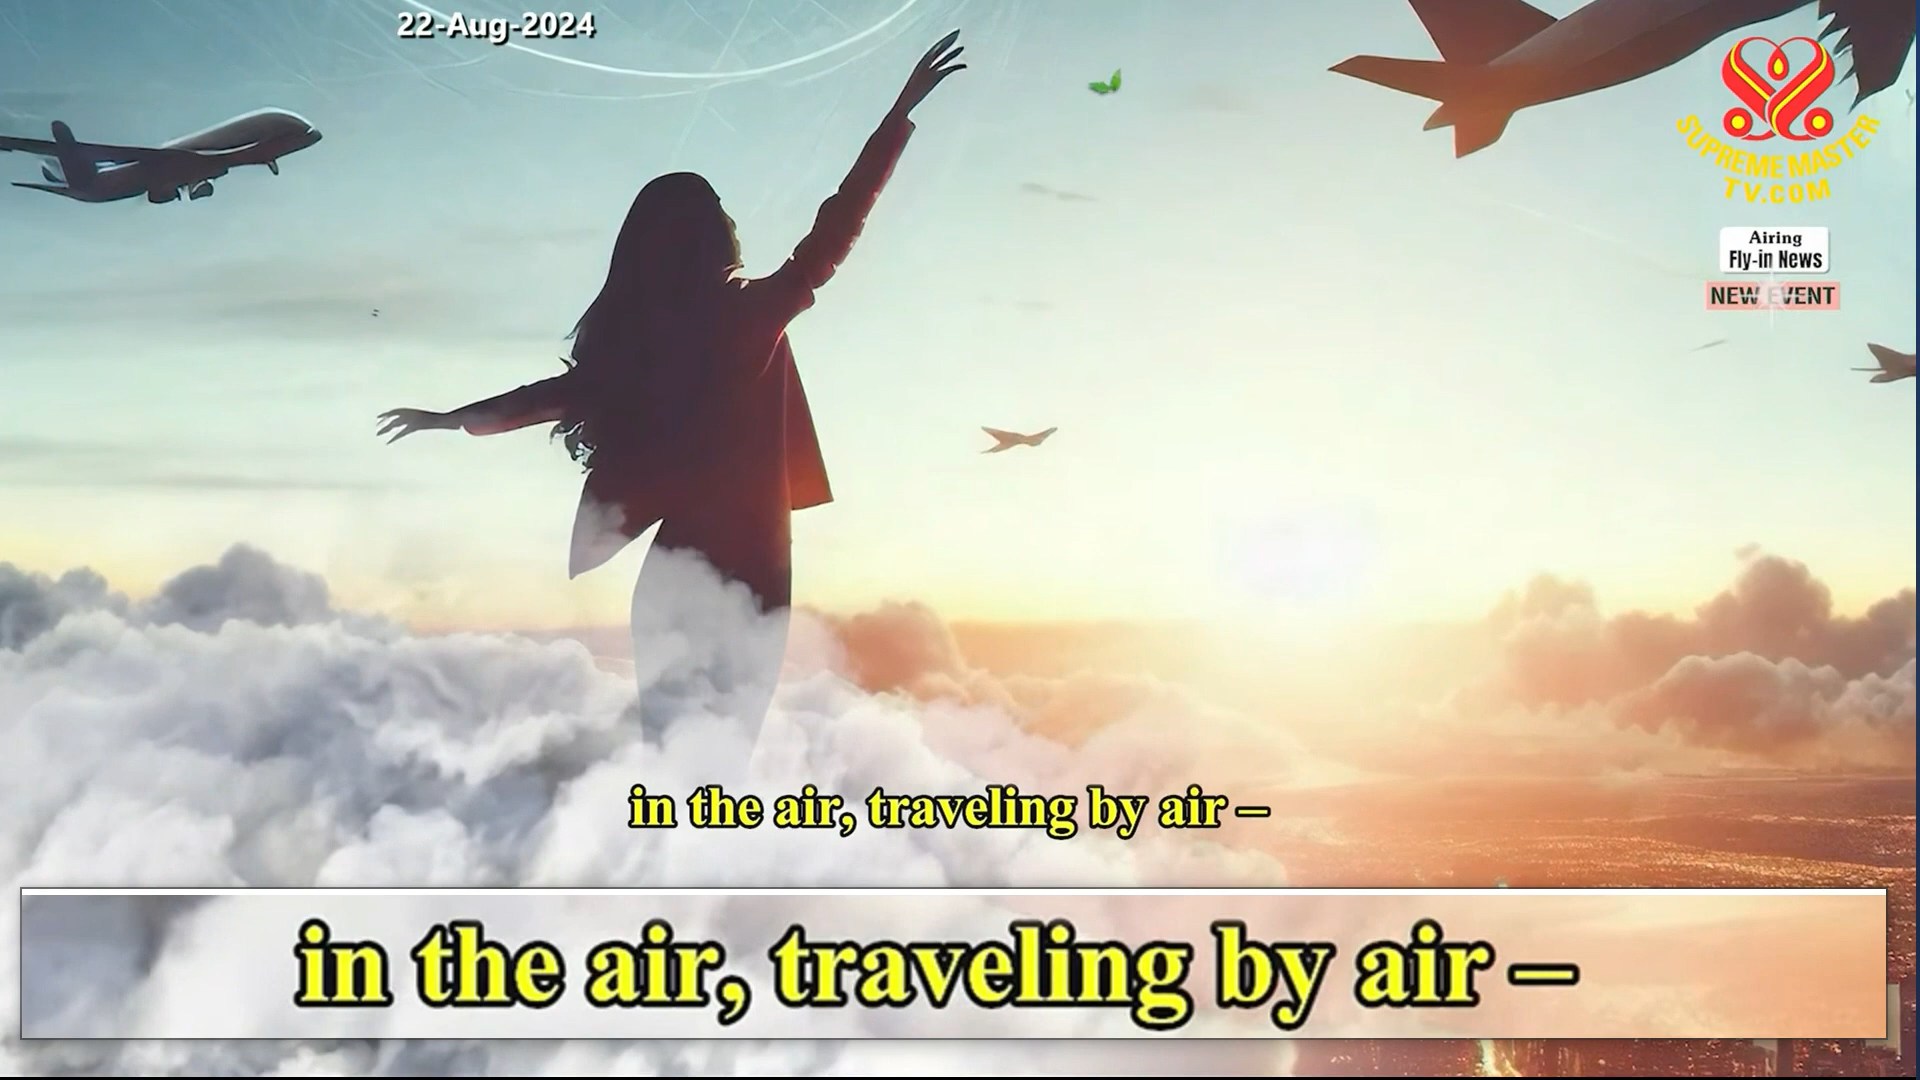 22-Aug-2024
SUPREME MASTER
TV.COM
Airing
Fly-in News
NEW EVENT
in the air, traveling by air –
in the air, traveling by air –